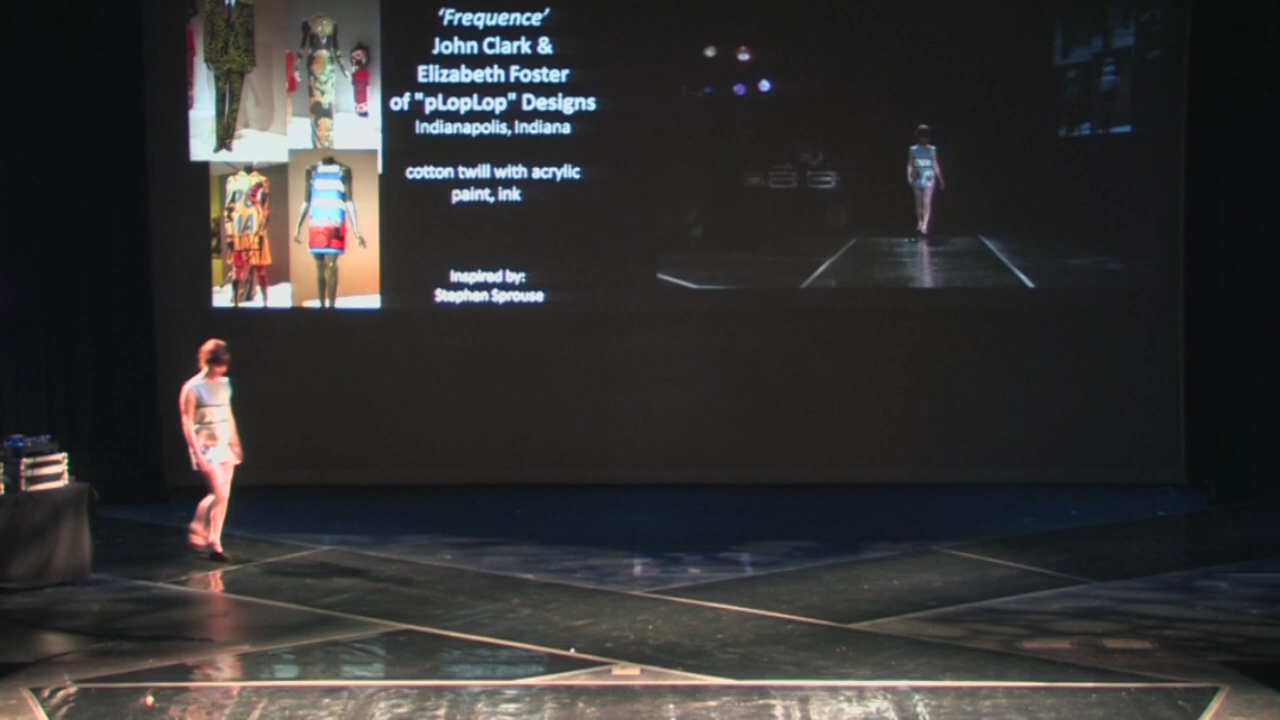 ‘Frequence’
John Clark &
Elizabeth Foster
of "pLopLop" Designs
Indianapolis, Indiana
cotton twill with acrylic
paint, ink
Inspired by:
Stephen Sprouse